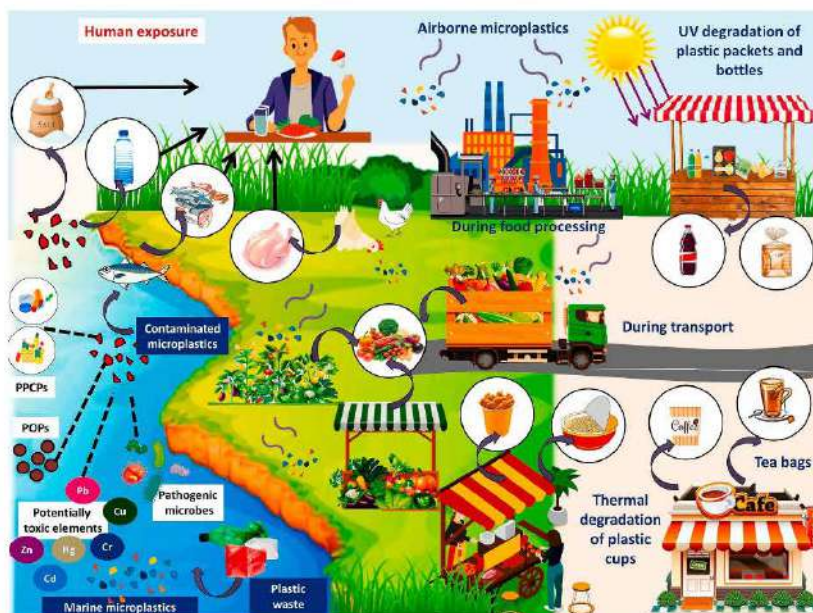 Human exposure
Airborne microplastics
UV degradation of
plastic packets and
bottles
SALT
During food processing
Contaminated
microplastics
During transport
PPCPs
POPs
Pb
Cu
Potentially
toxic elements
Pathogenic
microbes
Zn
Hg
Cr
Cd
Coffee
Tea bags
Thermal
degradation
of plastic
cups
Cafe
Plastic
waste
Marine microplastics